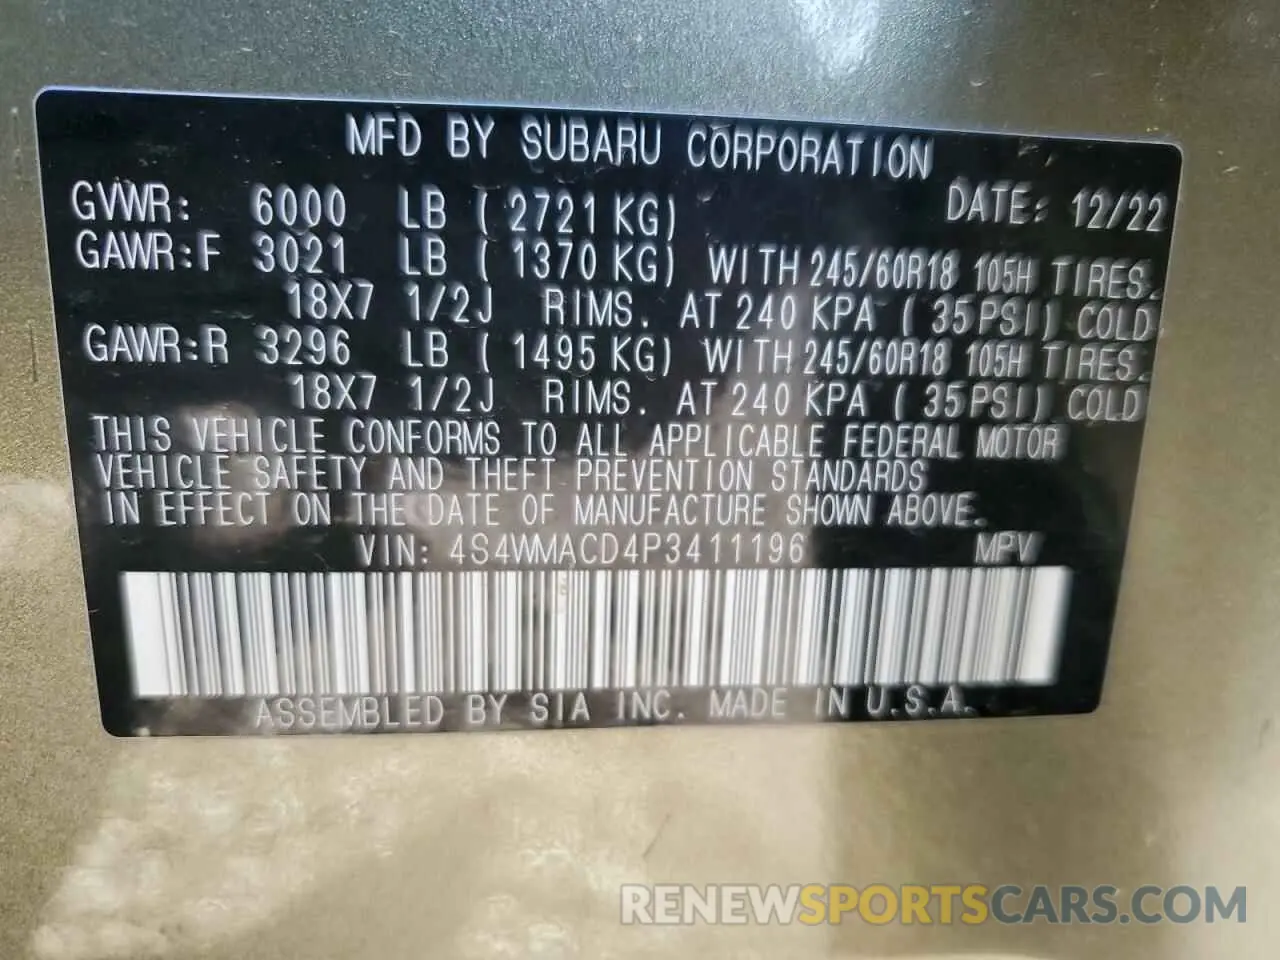 MFD BY SUBARU CORPORATION
GVWR: 6000 LB ( 2721 KG) DATE: 12/22
GAWR:F 3021 LB ( 1370 KG) WITH 245/60R18 105H TIRES.
18X7 1/2J RIMS. AT 240 KPA ( 35PSI) COLD
GAWR:R 3296 LB ( 1495 KG) WITH 245/60R18 105H TIRES.
18X7 1/2J RIMS. AT 240 KPA ( 35PSI) COLD
THIS VEHICLE CONFORMS TO ALL APPLICABLE FEDERAL MOTOR
VEHICLE SAFETY AND THEFT PREVENTION STANDARDS
IN EFFECT ON THE DATE OF MANUFACTURE SHOWN ABOVE.
VIN: 4S4WMACD4P3411196 MPV
ASSEMBLED BY SIA INC. MADE IN U.S.A.
RENEWSPORTSCARS.COM